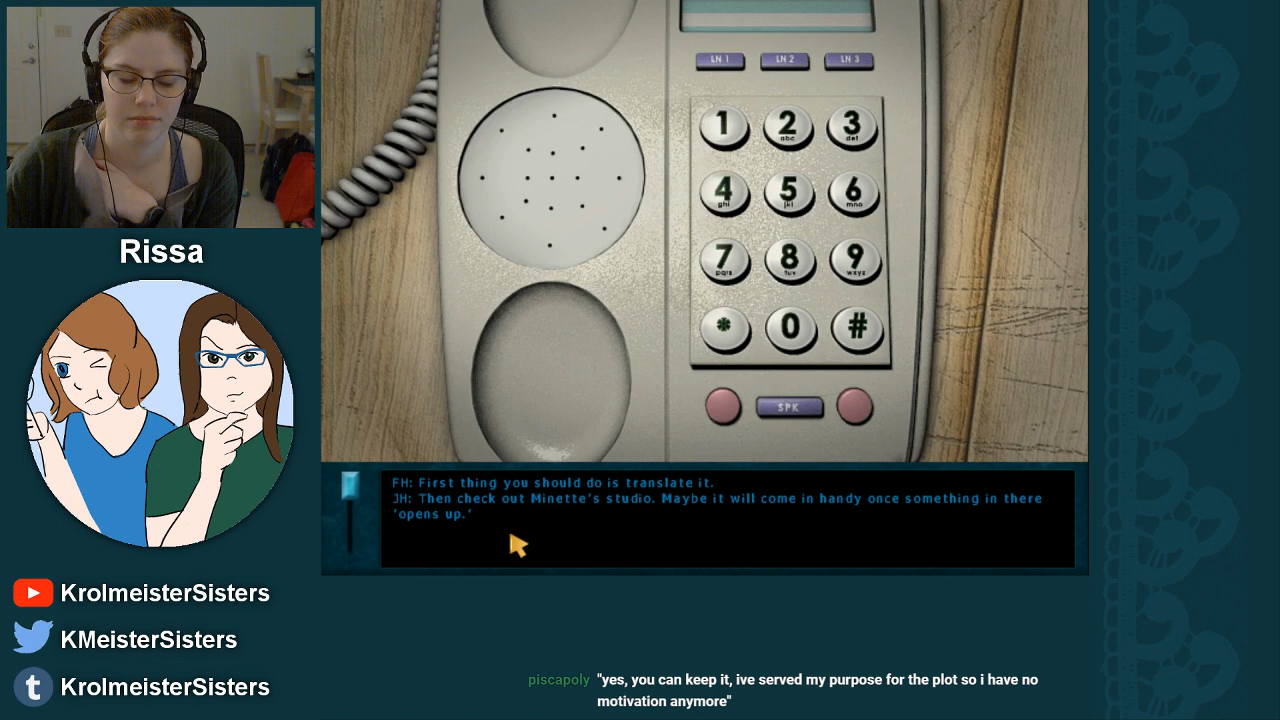 LN 1 LN 2 LN 3
1 2 abc 3 def
4 ghi 5 jkl 6 mno
7 pqrs 8 tuv 9 wxyz
* 0 #
SPK
Rissa
FH: First thing you should do is translate it.
JH: Then check out Minette's studio. Maybe it will come in handy once something in there
'opens up.'
KrolmeisterSisters
KMeisterSisters
t KrolmeisterSisters
piscapoly "yes, you can keep it, ive served my purpose for the plot so i have no
motivation anymore"